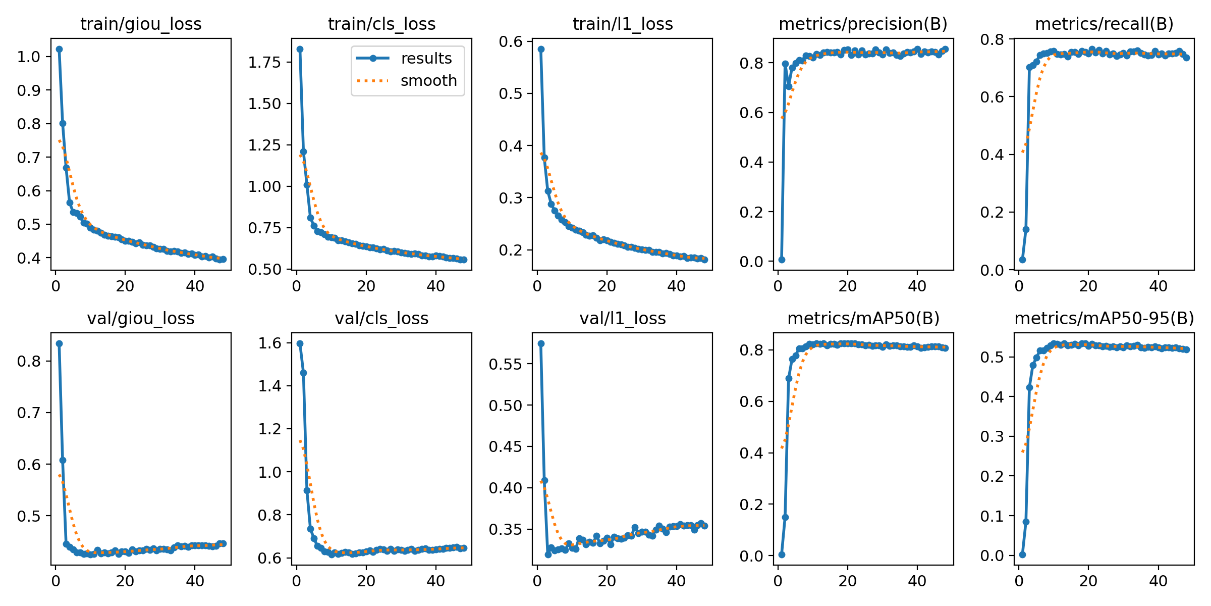 train/giou_loss
train/cls_loss
train/l1_loss
metrics/precision(B)
metrics/recall(B)
1.0
0.9
0.8
0.7
0.6
0.5
0.4
0 20 40
1.75
1.50
1.25
1.00
0.75
0.50
results
smooth
0 20 40
0.6
0.5
0.4
0.3
0.2
0 20 40
0.8
0.6
0.4
0.2
0.0
0 20 40
0.8
0.6
0.4
0.2
0.0
0 20 40
val/giou_loss
val/cls_loss
val/l1_loss
metrics/mAP50(B)
metrics/mAP50-95(B)
0.8
0.7
0.6
0.5
0 20 40
1.6
1.4
1.2
1.0
0.8
0.6
0 20 40
0.55
0.50
0.45
0.40
0.35
0 20 40
0.8
0.6
0.4
0.2
0.0
0 20 40
0.5
0.4
0.3
0.2
0.1
0.0
0 20 40